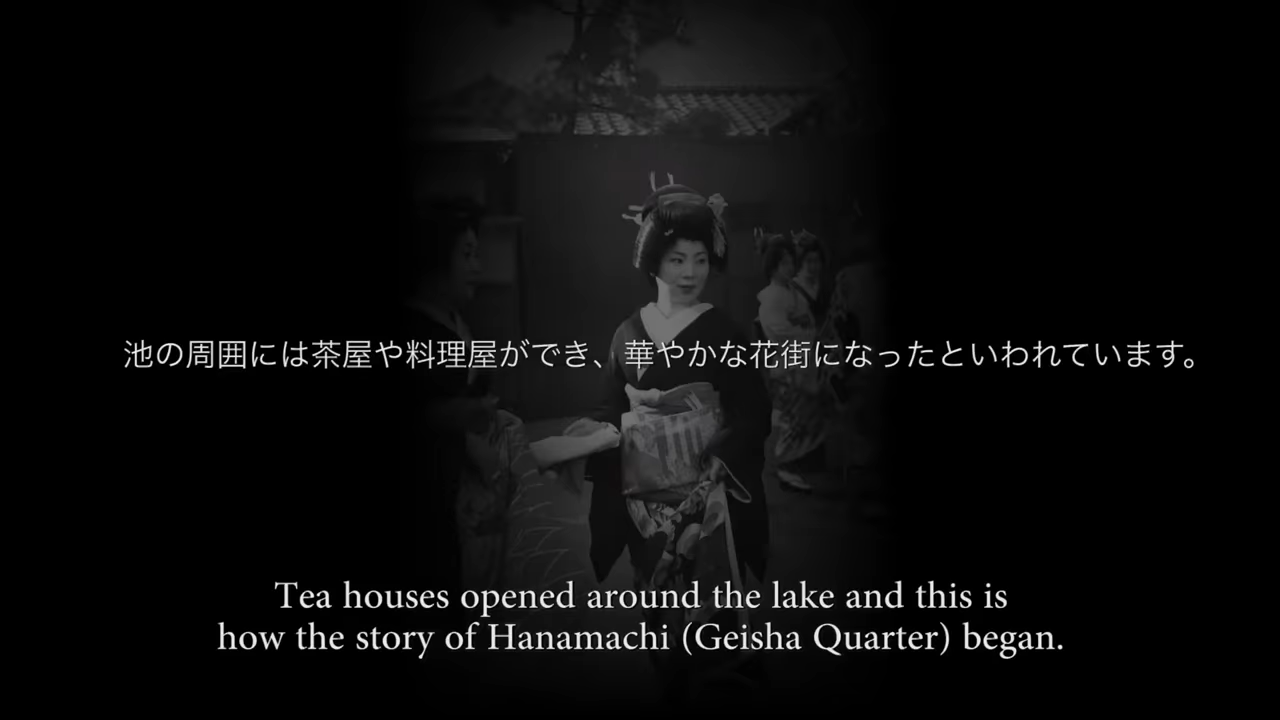 池の周囲には茶屋や料理屋ができ、華やかな花街になったといわれています。
Tea houses opened around the lake and this is
how the story of Hanamachi (Geisha Quarter) began.